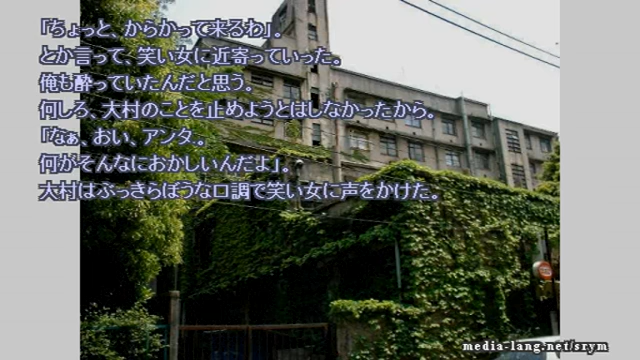 「ちょっと、からかって来るわ」。
とか言って、笑い女に近寄っていった。
俺も酔っていたんだと思う。
何しろ、大村のことを止めようとはしなかったから。
「なぁ、おい、アンタ.。
何がそんなにおかしいんだよ」。
大村はぶっきらぼうな口調で笑い女に声をかけた。
media-lang.net/srym